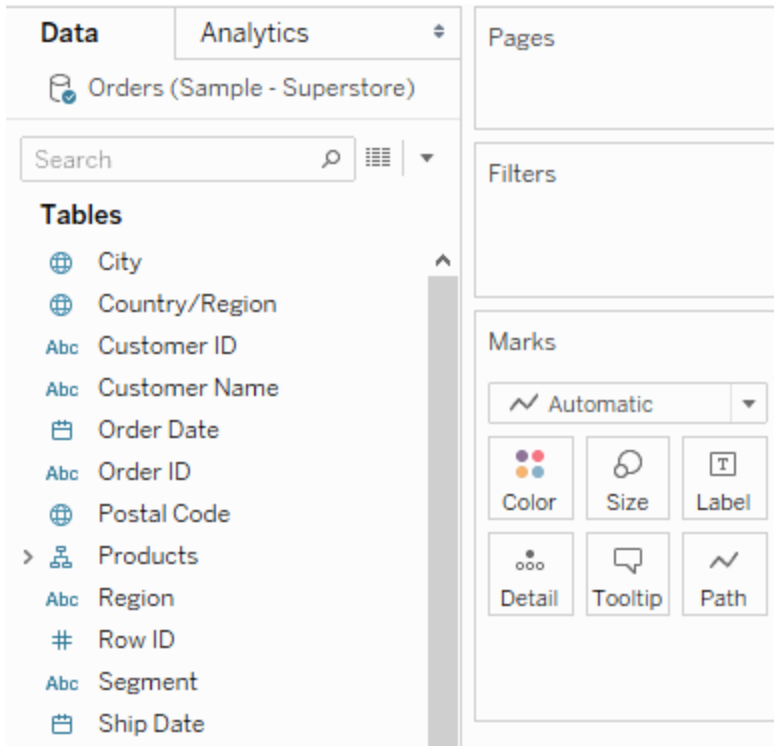 Data
Analytics
Orders (Sample - Superstore)
Search
Tables
City
Country/Region
Abc Customer ID
Abc Customer Name
Order Date
Abc Order ID
Postal Code
Products
Abc Region
# Row ID
Abc Segment
Ship Date
Pages
Filters
Marks
Automatic
Color
Size
T
Label
Detail
Tooltip
Path